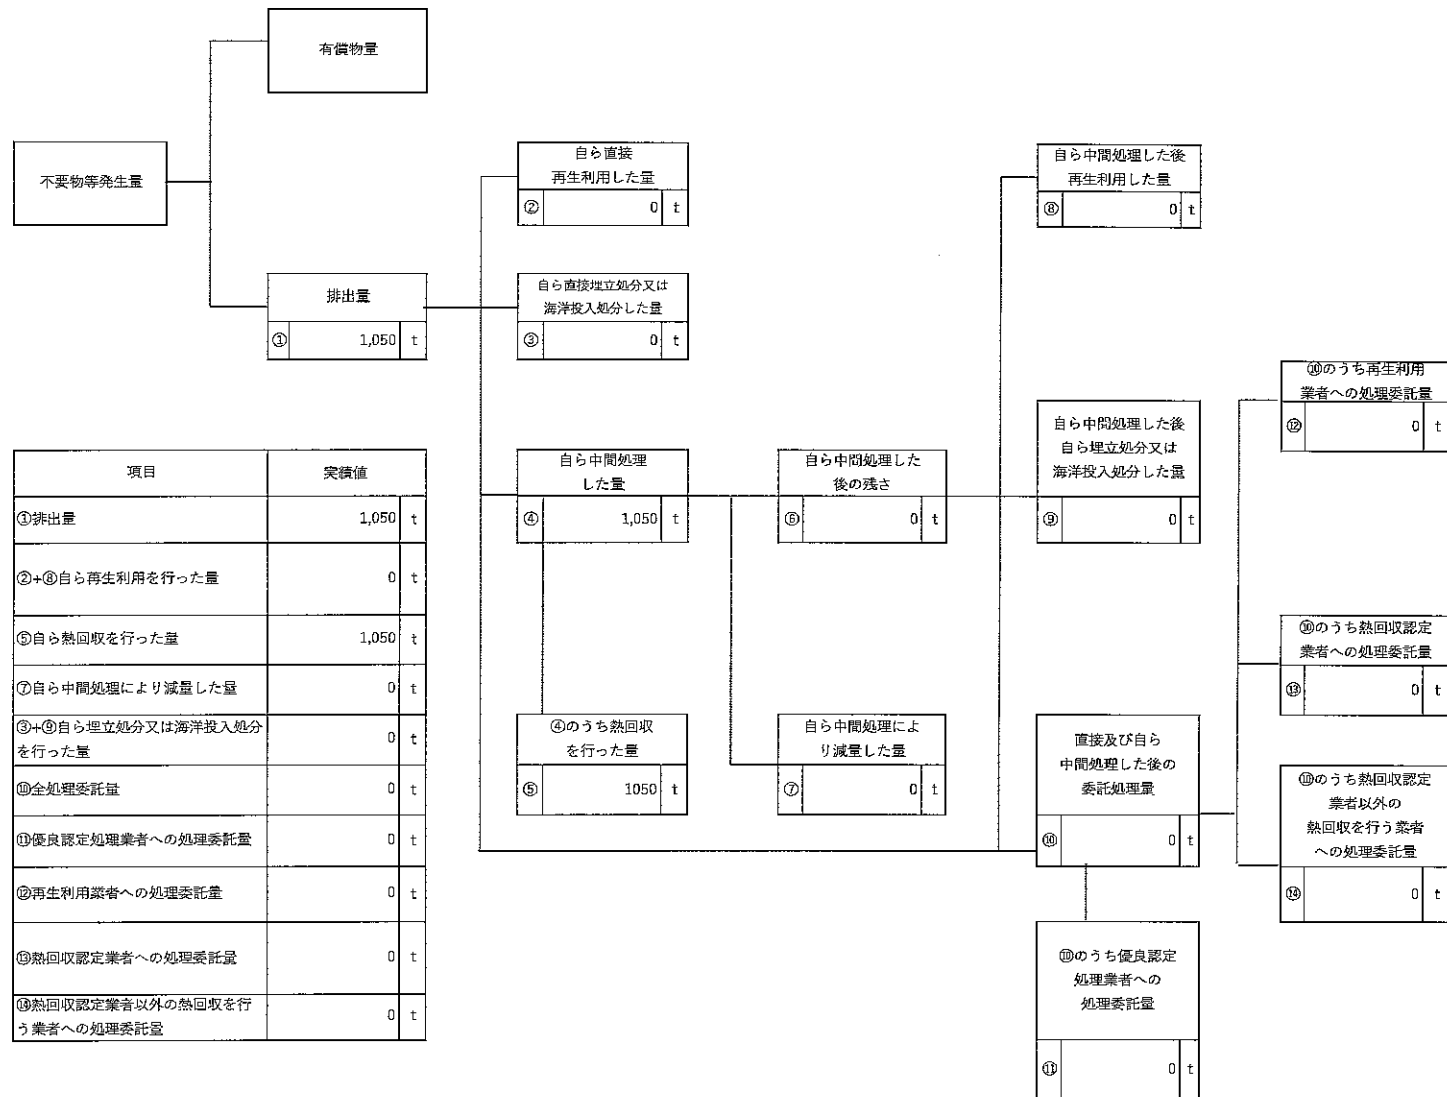 有償物量
不要物等発生量
排出量
① 1,050 t
自ら直接
再生利用した量
② 0 t
自ら直接埋立処分又は
海洋投入処分した量
③ 0 t
自ら中間処理
した量
④ 1,050 t
④のうち熱回収
を行った量
⑤ 1050 t
自ら中間処理した
後の残さ
⑥ 0 t
自ら中間処理によ
り減量した量
⑦ 0 t
自ら中間処理した後
再生利用した量
⑧ 0 t
自ら中間処理した後
自ら埋立処分又は
海洋投入処分した量
⑨ 0 t
直接及び自ら
中間処理した後の
委託処理量
⑩ 0 t
⑩のうち優良認定
処理業者への
処理委託量
⑪ 0 t
⑩のうち再生利用
業者への処理委託量
⑫ 0 t
⑩のうち熱回収認定
業者への処理委託量
⑬ 0 t
⑩のうち熱回収認定
業者以外の
熱回収を行う業者
への処理委託量
⑭ 0 t
項目 実績値
①排出量 1,050 t
②+⑧自ら再生利用を行った量 0 t
⑤自ら熱回収を行った量 1,050 t
⑦自ら中間処理により減量した量 0 t
③+⑨自ら埋立処分又は海洋投入処分
を行った量 0 t
⑩全処理委託量 0 t
⑪優良認定処理業者への処理委託量 0 t
⑫再生利用業者への処理委託量 0 t
⑬熱回収認定業者への処理委託量 0 t
⑭熱回収認定業者以外の熱回収を行
う業者への処理委託量 0 t